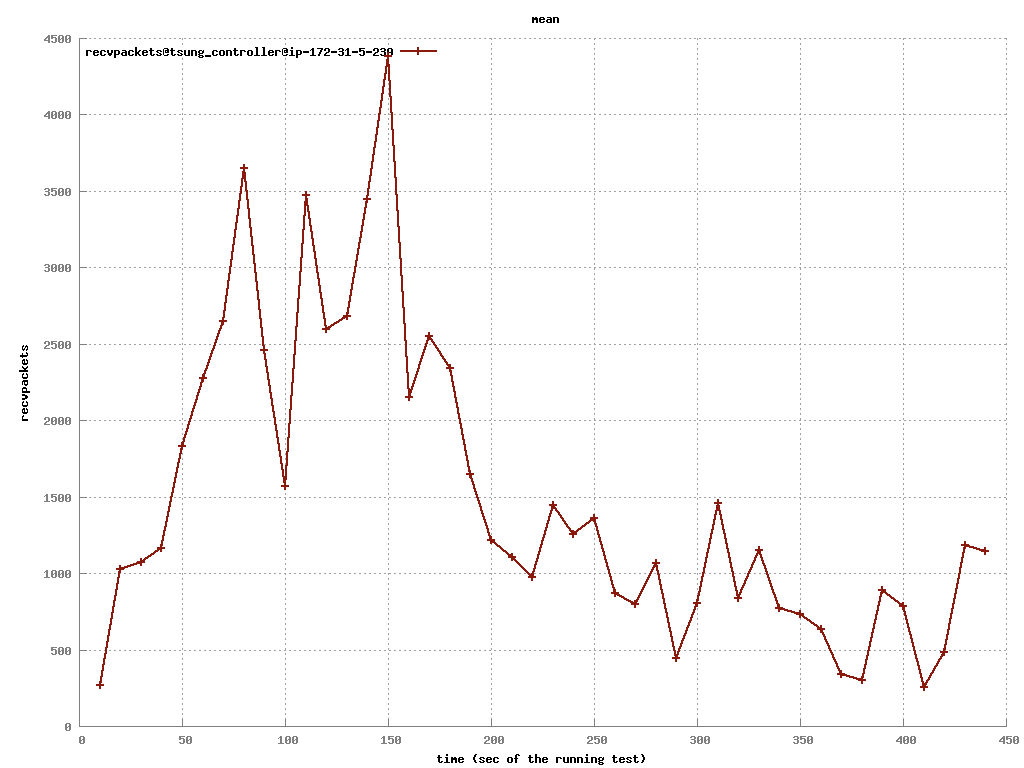 mean
4500
recvpackets@tsung_controller@ip-172-31-5-239
4000
3500
3000
2500
2000
1500
1000
500
0
recvpackets
0 50 100 150 200 250 300 350 400 450
time (sec of the running test)